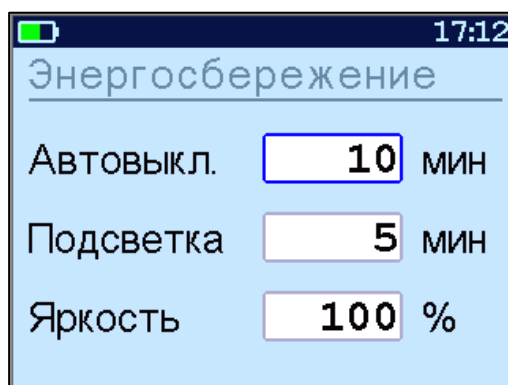 17:12
Энергосбережение
Автовыкл. 10 мин
Подсветка 5 мин
Яркость 100 %